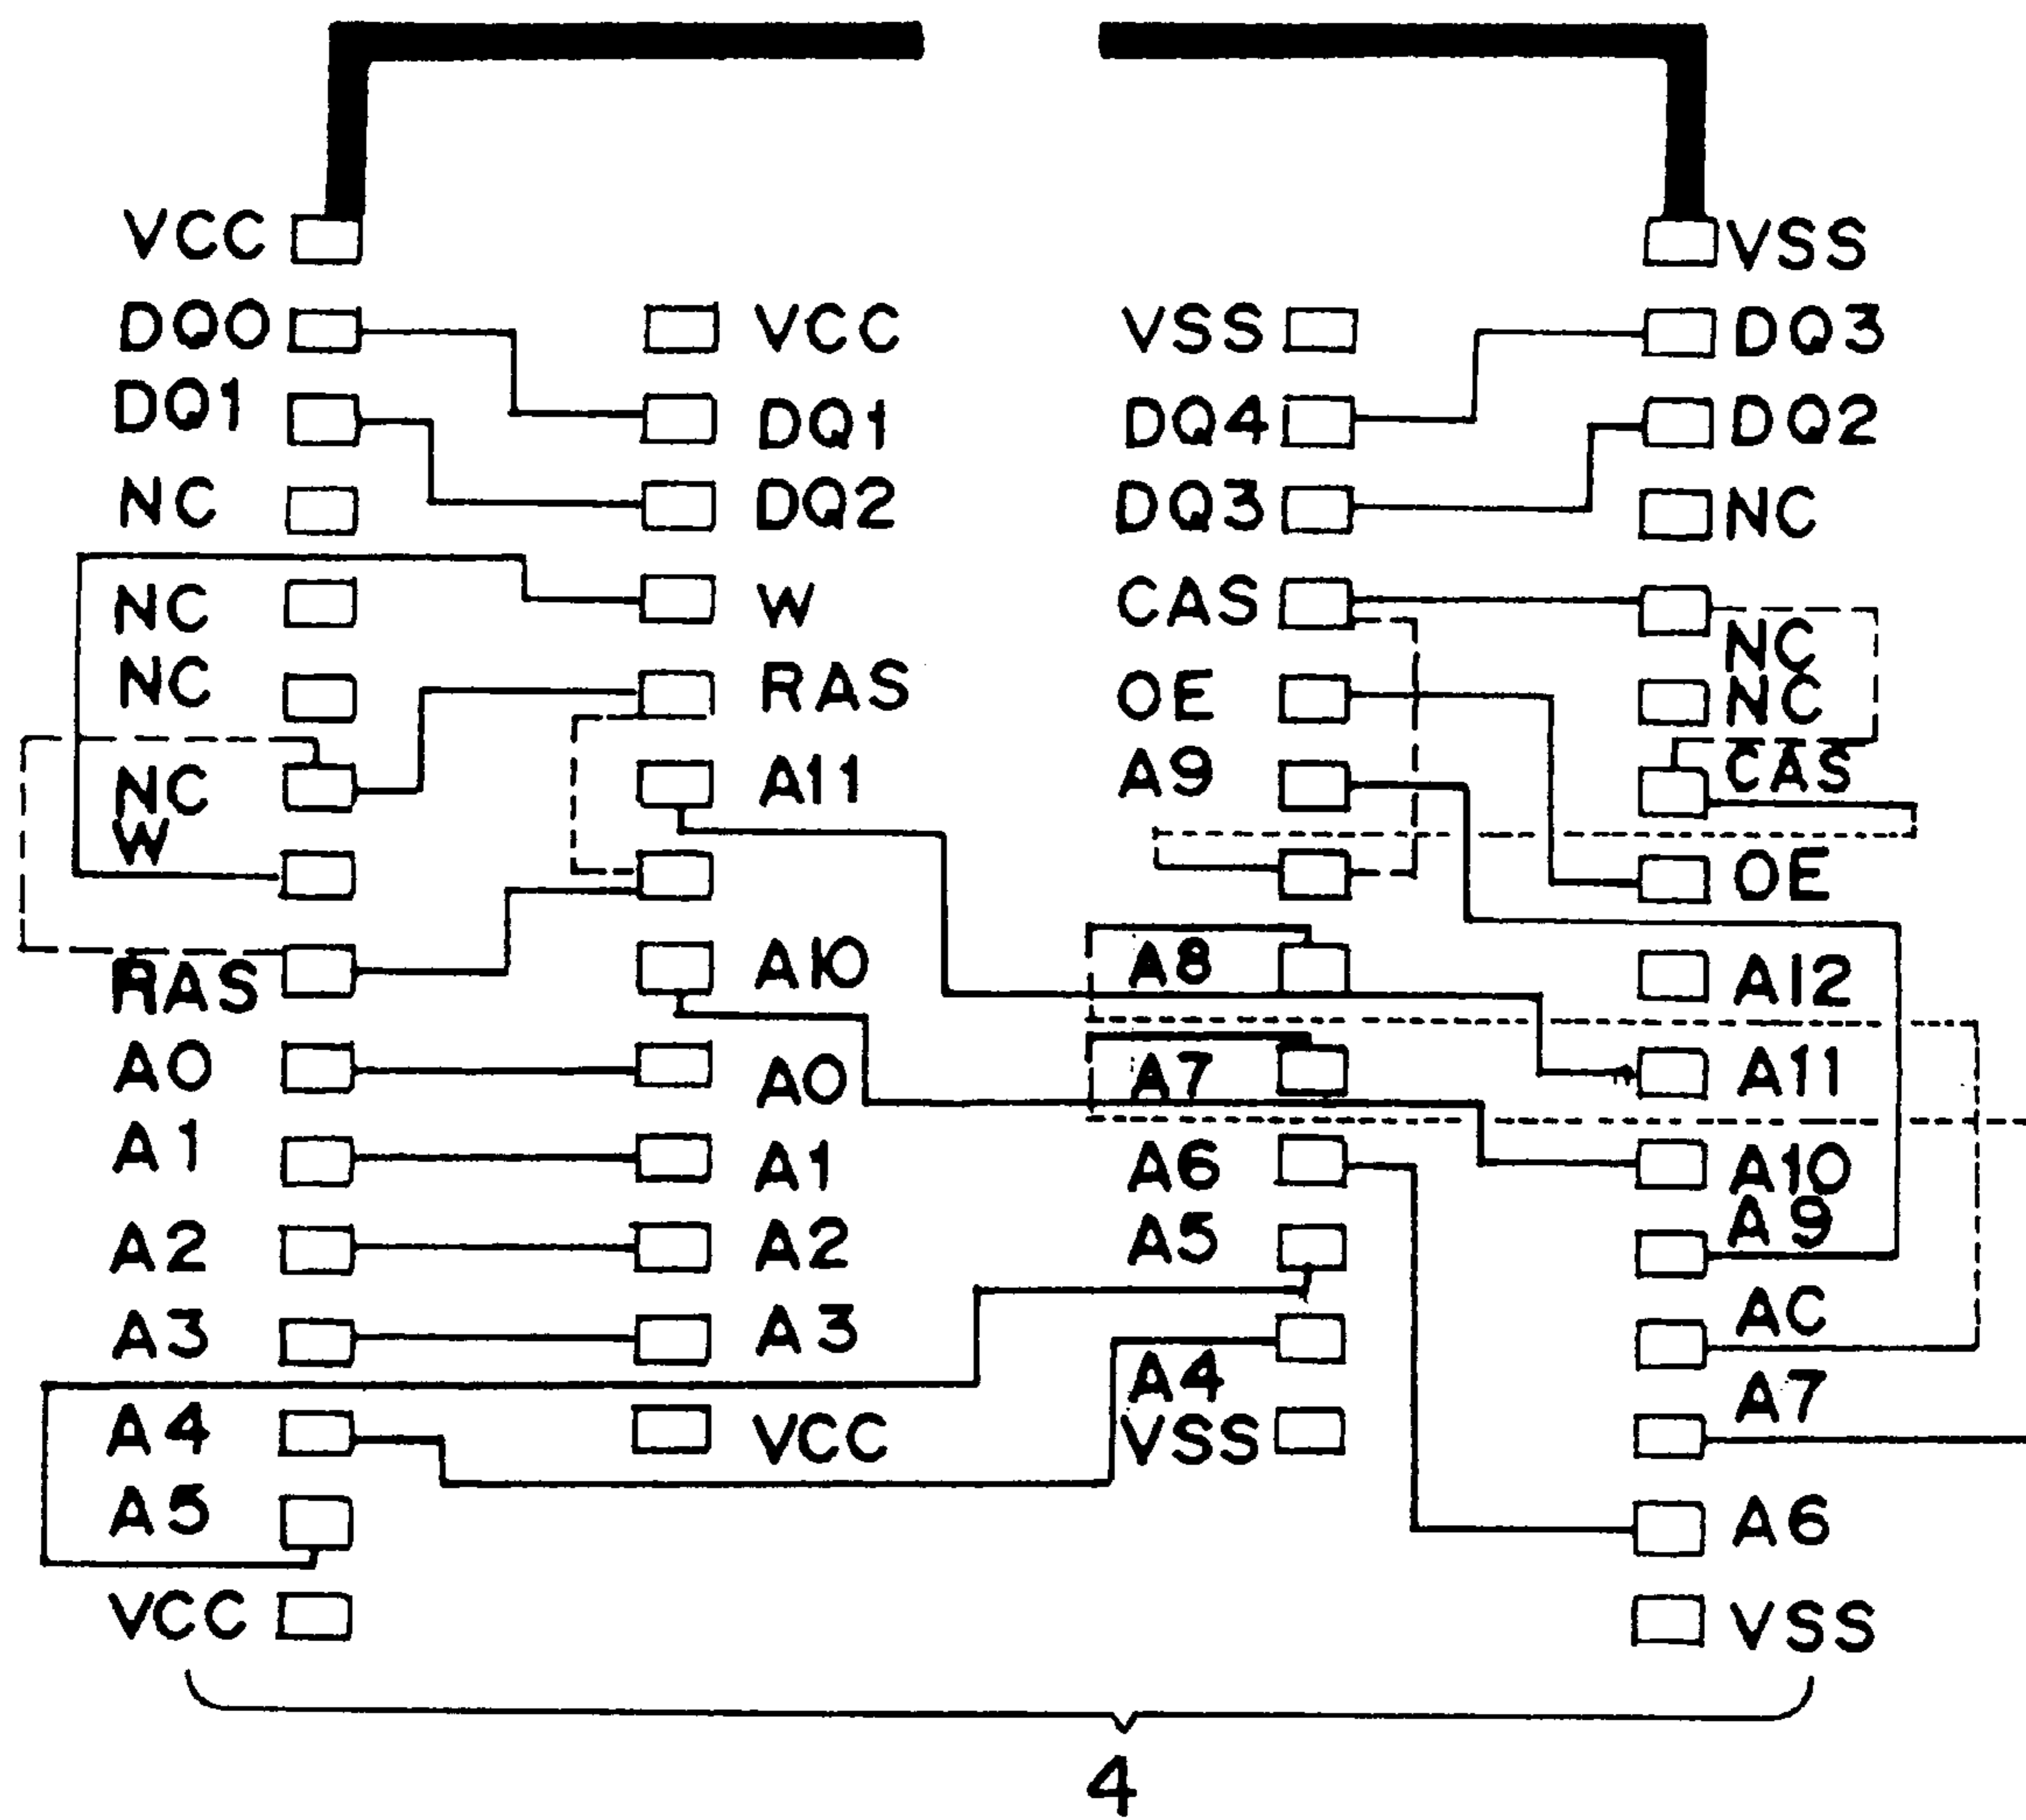 VCC
VSS
DQ0
VCC
VSS
DQ3
DQ1
DQ1
DQ4
DQ2
NC
DQ2
DQ3
NC
NC
W
CAS
NC
NC
RAS
OE
NC
NC
A11
A9
CAS
W
OE
RAS
A10
A8
A12
A0
A0
A7
A11
A1
A1
A6
A10
A2
A2
A5
A9
A3
A3
A4
AC
A4
VCC
VSS
A7
A5
A6
VCC
VSS
4